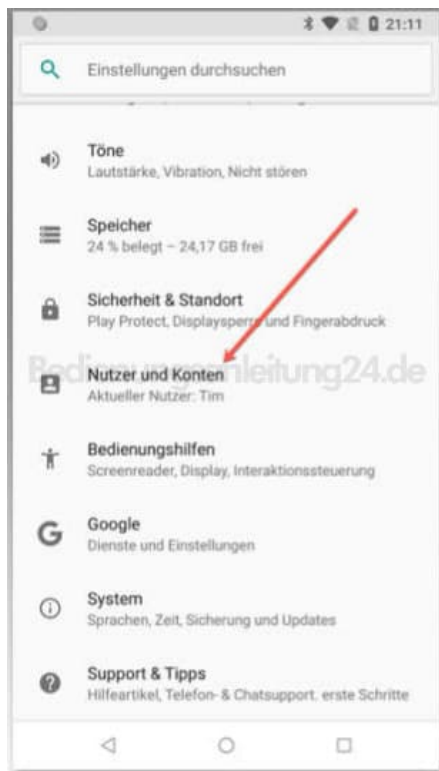 21:11
Einstellungen durchsuchen
Töne
Lautstärke, Vibration, Nicht stören
Speicher
24 % belegt – 24,17 GB frei
Sicherheit & Standort
Play Protect, Displaysperre und Fingerabdruck
Bedienungsanleitung24.de
Nutzer und Konten
Aktueller Nutzer: Tim
Bedienungshilfen
Screenreader, Display, Interaktionssteuerung
Google
Dienste und Einstellungen
System
Sprachen, Zeit, Sicherung und Updates
Support & Tipps
Hilfeartikel, Telefon- & Chatsupport. erste Schritte